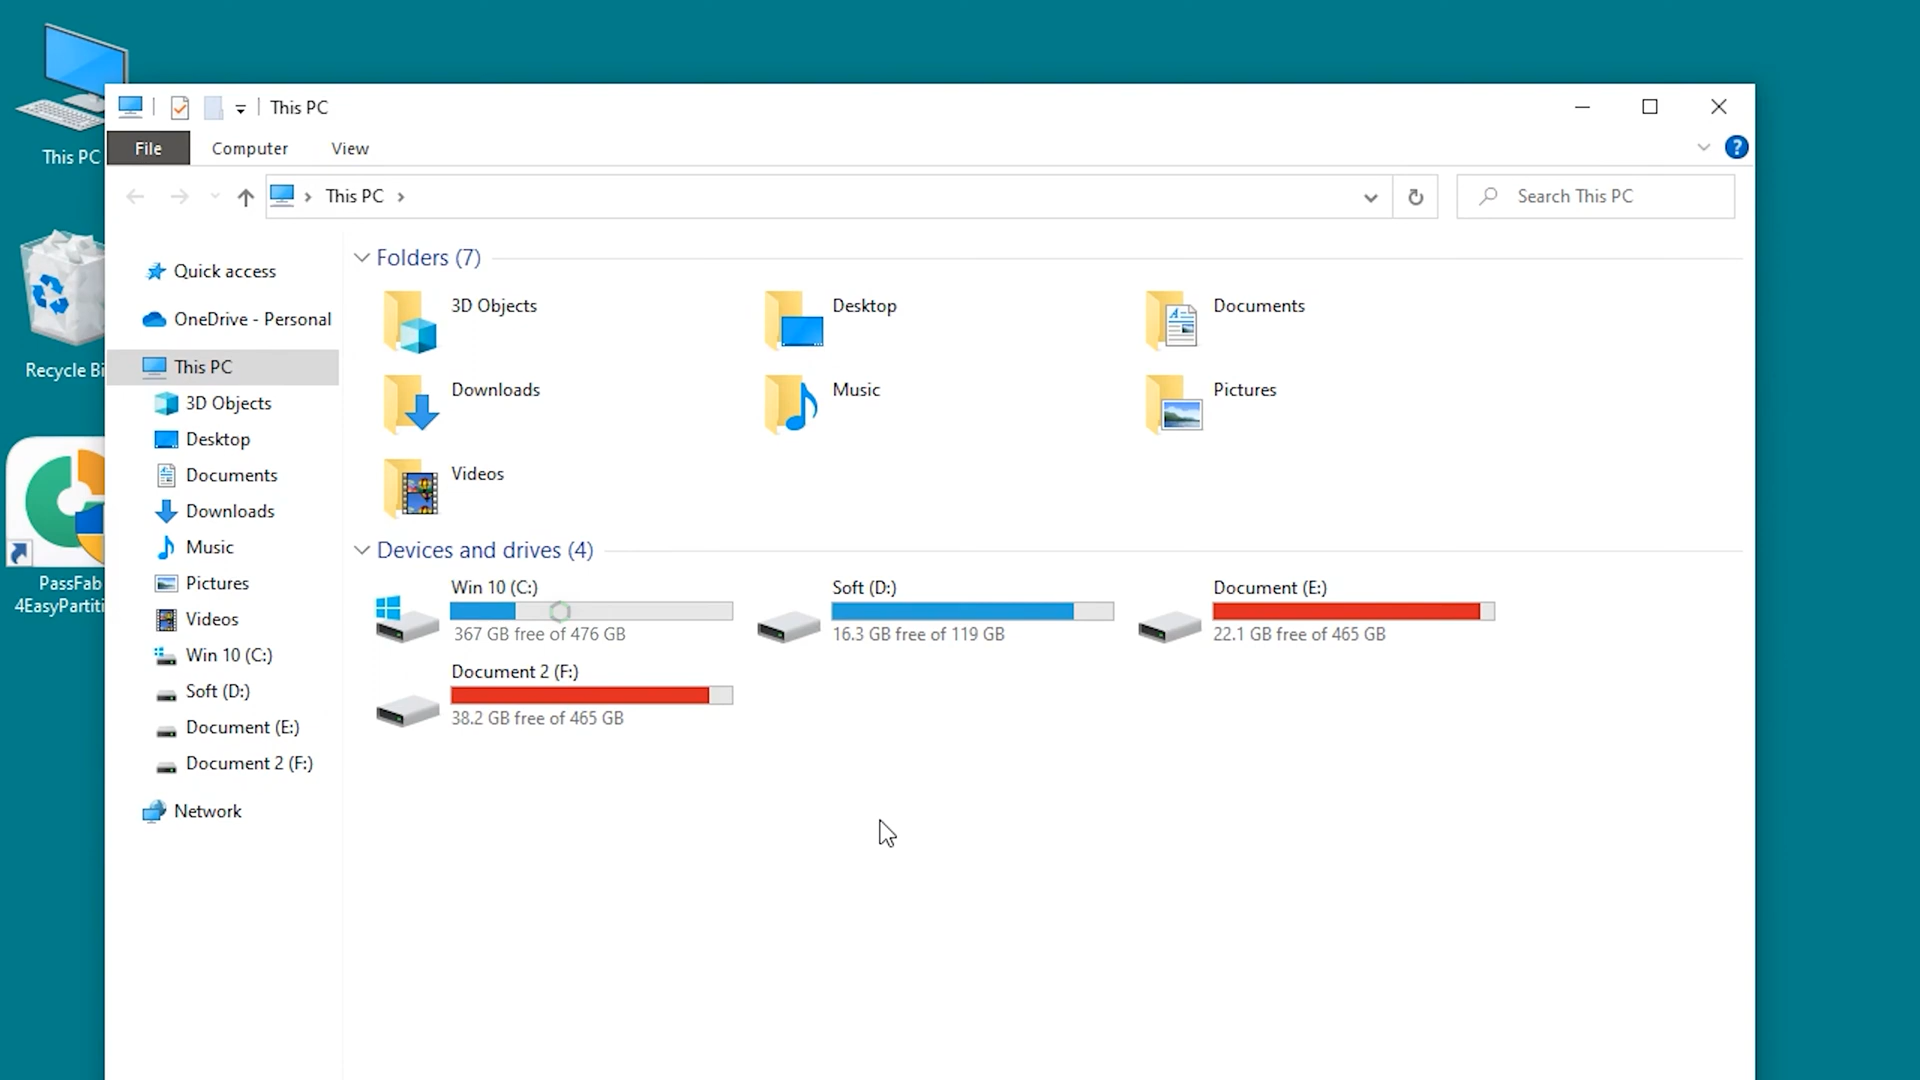 This PC
Recycle Bi
PassFab
4EasyPartiti
This PC
File
Computer
View
?
This PC
Search This PC
Quick access
OneDrive - Personal
This PC
3D Objects
Desktop
Documents
Downloads
Music
Pictures
Videos
Win 10 (C:)
Soft (D:)
Document (E:)
Document 2 (F:)
Network
Folders (7)
3D Objects
Desktop
Documents
Downloads
Music
Pictures
Videos
Devices and drives (4)
Win 10 (C:)
367 GB free of 476 GB
Soft (D:)
16.3 GB free of 119 GB
Document (E:)
22.1 GB free of 465 GB
Document 2 (F:)
38.2 GB free of 465 GB